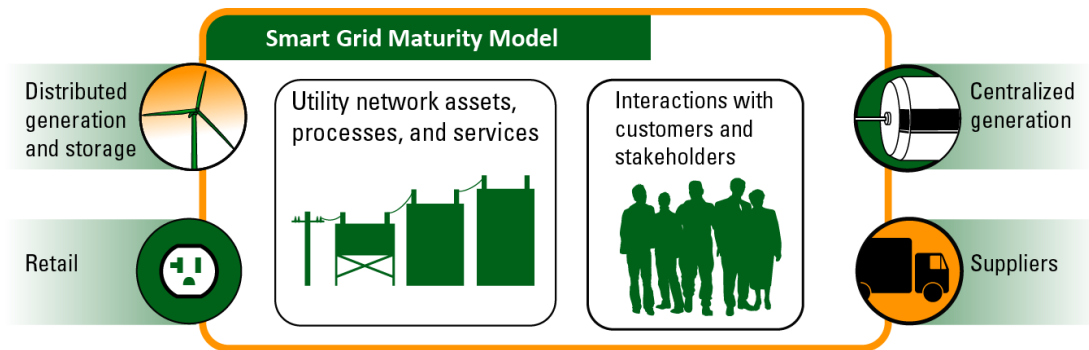 Smart Grid Maturity Model
Distributed
generation
and storage
Utility network assets,
processes, and services
Interactions with
customers and
stakeholders
Centralized
generation
Retail
Suppliers